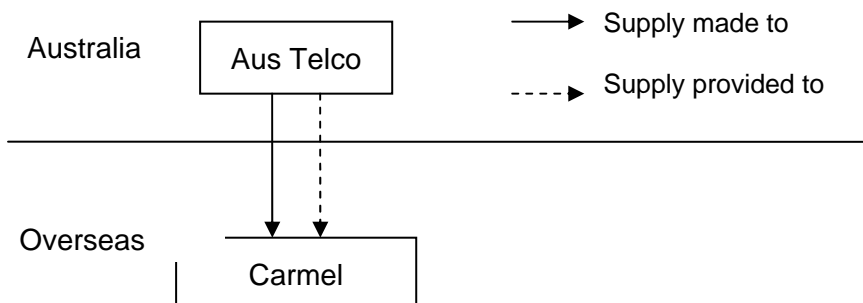 Australia
Aus Telco
Supply made to
Supply provided to
Overseas
Carmel